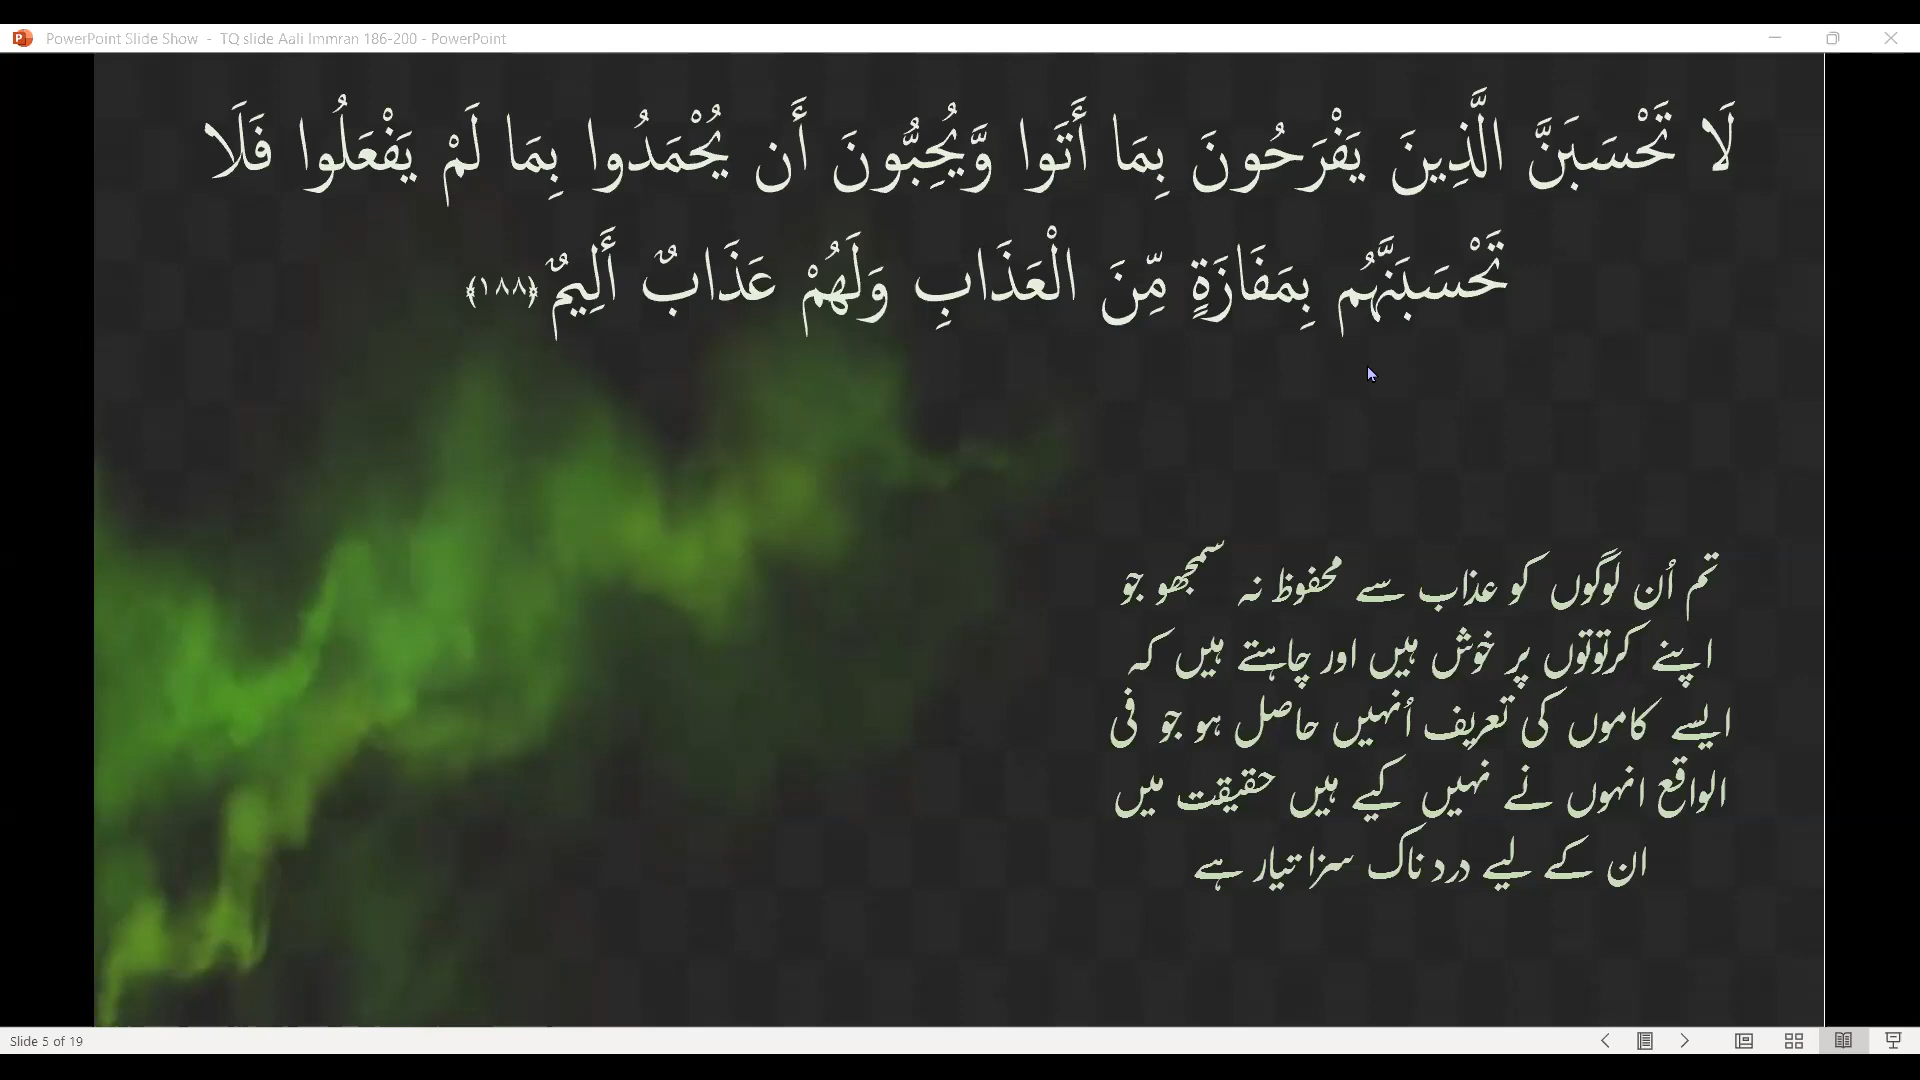 PowerPoint Slide Show - TQ slide Aali Immran 186-200 - PowerPoint
لَا تَحْسَبَنَّ الَّذِينَ يَفْرَحُونَ بِمَا أَتَوا وَّيُحِبُّونَ أَن يُحْمَدُوا بِمَا لَمْ يَفْعَلُوا فَلَا
تَحْسَبَنَّهُم بِمَفَازَةٍ مِّنَ الْعَذَابِ وَلَهُمْ عَذَابٌ أَلِيمٌ ﴿١٨٨﴾
تم اُن لوگوں کو عذاب سے محفوظ نہ سمجھو جو
اپنے کرتوتوں پر خوش ہیں اور چاہتے ہیں کہ
ایسے کاموں کی تعریف اُنہیں حاصل ہو جو فی
الواقع انہوں نے نہیں کیے ہیں حقیقت میں
ان کے لیے درد ناک سزا تیار ہے
Slide 5 of 19